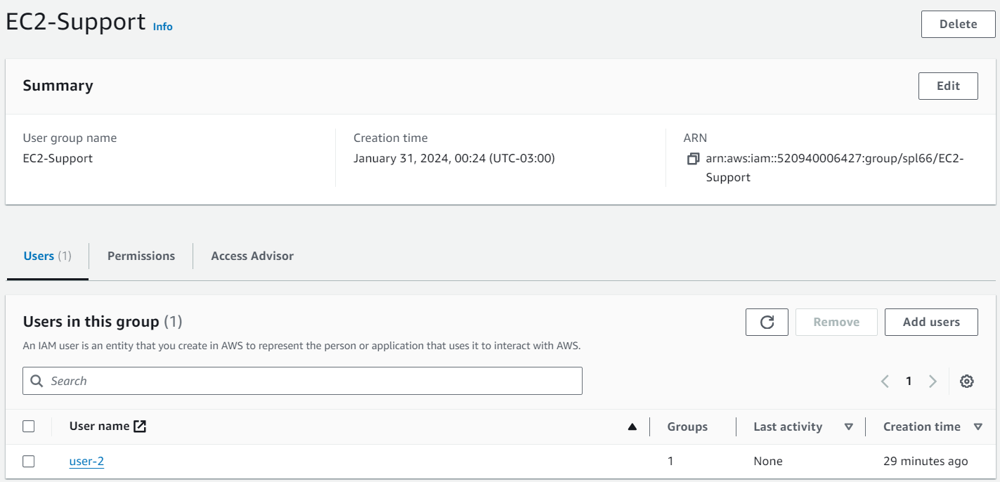 EC2-Support Info
Delete
Summary
Edit
User group name
EC2-Support
Creation time
January 31, 2024, 00:24 (UTC-03:00)
ARN
arn:aws:iam::520940006427:group/spl66/EC2-
Support
Users (1)
Permissions
Access Advisor
Users in this group (1)
Remove
Add users
An IAM user is an entity that you create in AWS to represent the person or application that uses it to interact with AWS.
Search
1
User name
Groups
Last activity
Creation time
user-2
1
None
29 minutes ago